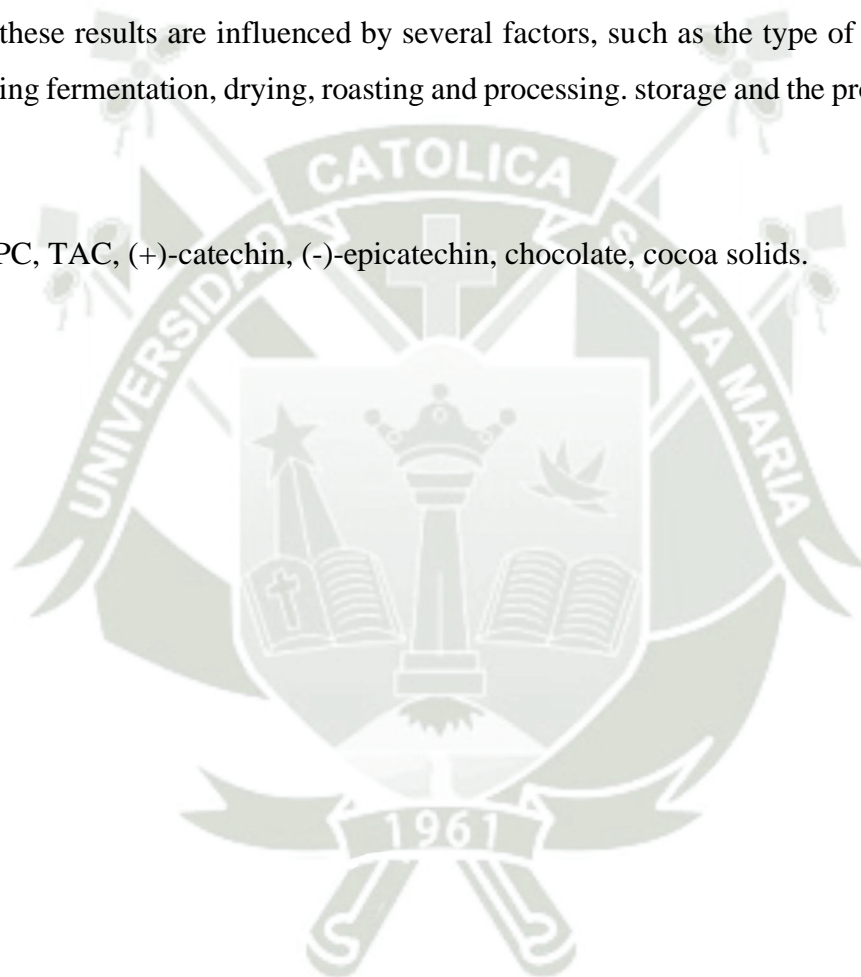 these results are influenced by several factors, such as the type of
ing fermentation, drying, roasting and processing. storage and the pro
PC, TAC, (+)-catechin, (-)-epicatechin, chocolate, cocoa solids.
UNIVERSIDAD CATOLICA SANTA MARIA
1961